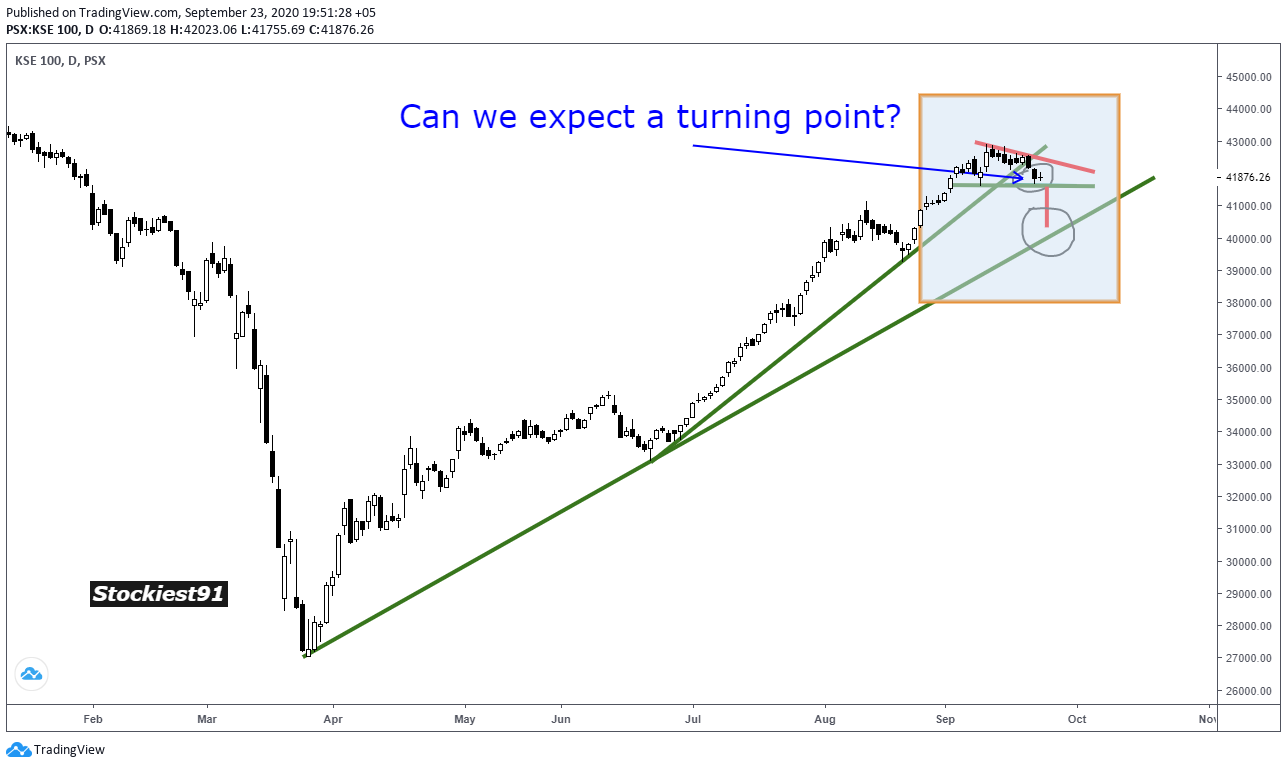 Published on TradingView.com, September 23, 2020 19:51:28 +05
PSX:KSE 100, D O:41869.18 H:42023.06 L:41755.69 C:41876.26
KSE 100, D, PSX
Can we expect a turning point?
45000.00
44000.00
43000.00
41876.26
41000.00
40000.00
39000.00
38000.00
37000.00
36000.00
35000.00
34000.00
33000.00
32000.00
31000.00
30000.00
29000.00
28000.00
27000.00
26000.00
Stockiest91
Feb Mar Apr May Jun Jul Aug Sep Oct Nov
TradingView